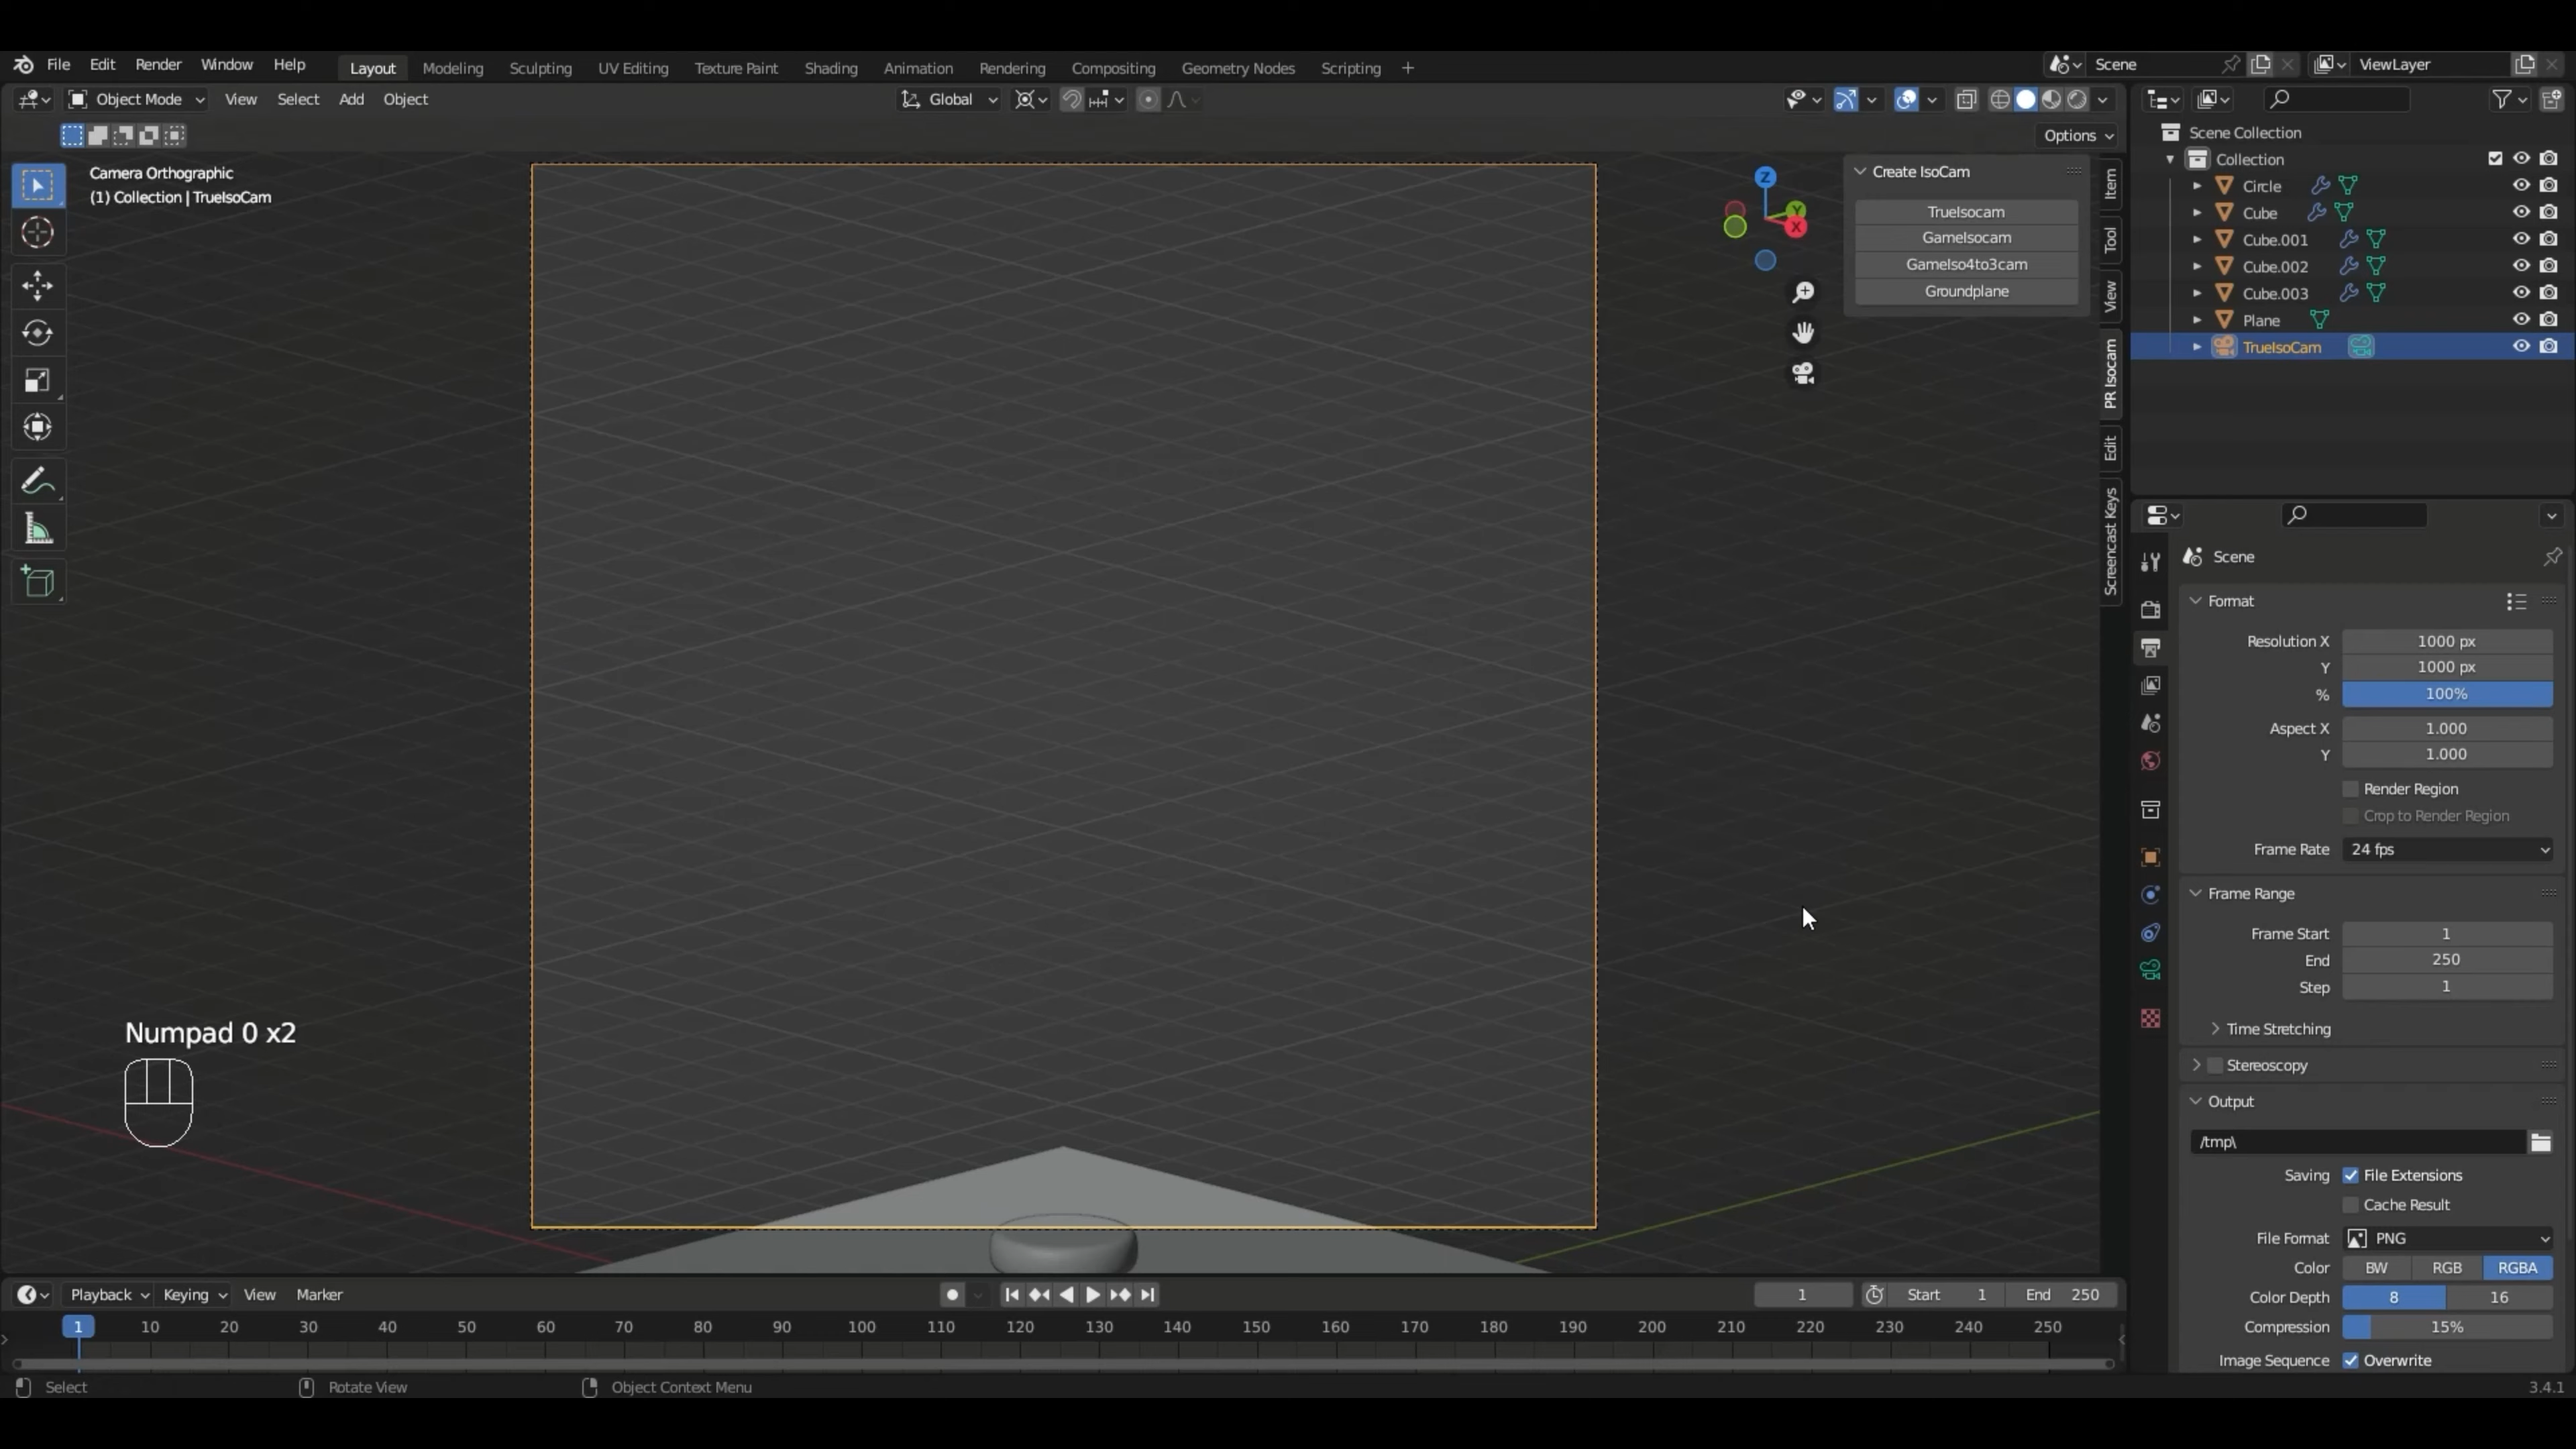 File Edit Render Window Help Layout Modeling Sculpting UV Editing Texture Paint Shading Animation Rendering Compositing Geometry Nodes Scripting + Scene ViewLayer
Object Mode View Select Add Object Global
Options
Camera Orthographic
(1) Collection | TrueIsoCam
Z
Y
X
Create IsoCam
TrueIsocam
GameIsocam
GameIso4to3cam
Groundplane
Item
Tool
View
PR Isocam
Edit
Screencast Keys
Scene Collection
Collection
Circle
Cube
Cube.001
Cube.002
Cube.003
Plane
TrueIsoCam
Scene
Format
Resolution X 1000 px
Y 1000 px
% 100%
Aspect X 1.000
Y 1.000
Render Region
Crop to Render Region
Frame Rate 24 fps
Frame Range
Frame Start 1
End 250
Step 1
Time Stretching
Stereoscopy
Output
/tmp\
Saving File Extensions
Cache Result
File Format PNG
Color BW RGB RGBA
Color Depth 8 16
Compression 15%
Image Sequence Overwrite
Numpad 0 x2
Playback Keying View Marker 1 Start 1 End 250
1 10 20 30 40 50 60 70 80 90 100 110 120 130 140 150 160 170 180 190 200 210 220 230 240 250
Select Rotate View Object Context Menu 3.4.1